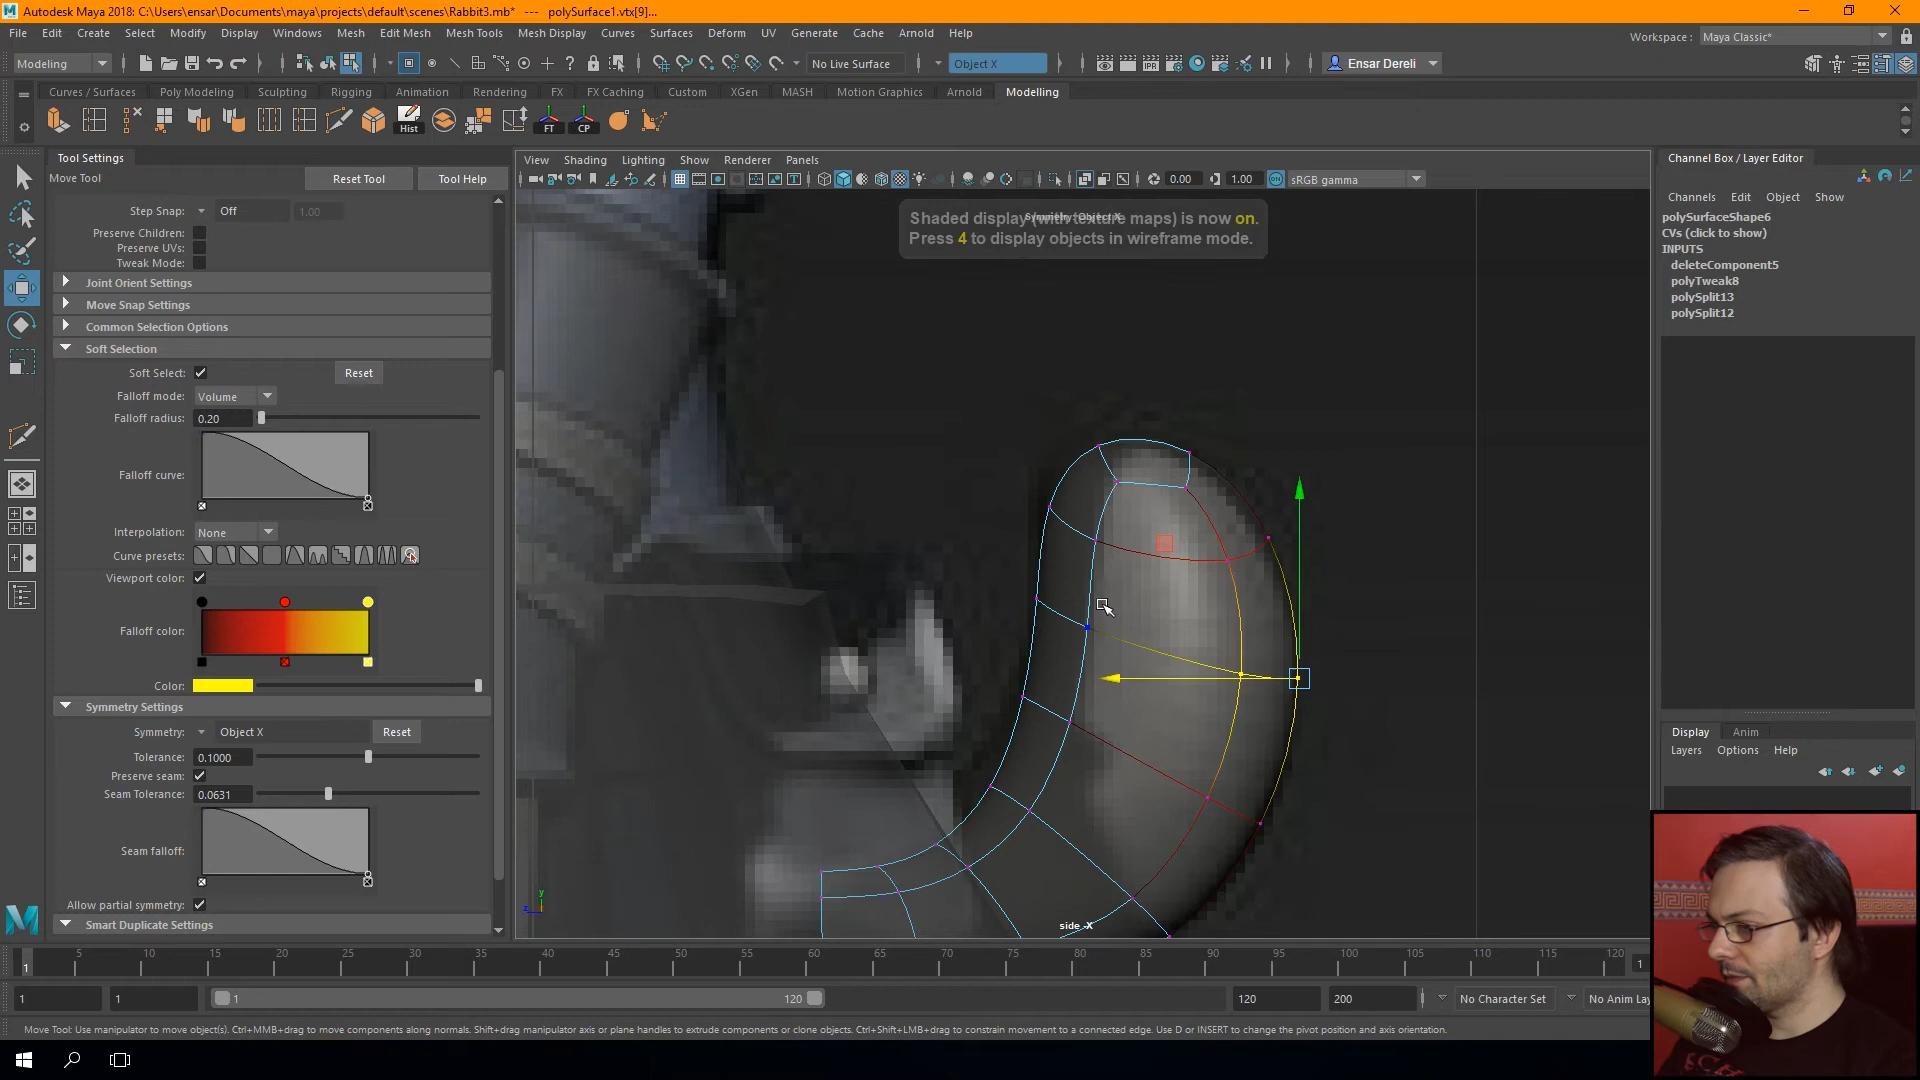 Autodesk Maya 2018: C:\Users\ensar\Documents\maya\projects\default\scenes\Rabbit3.mb* --- polySurface1.vtx[9]...
File Edit Create Select Modify Display Windows Mesh Edit Mesh Mesh Tools Mesh Display Curves Surfaces Deform UV Generate Cache Arnold Help
Workspace : Maya Classic*
Modeling No Live Surface Object X Ensar Dereli
Curves / Surfaces Poly Modeling Sculpting Rigging Animation Rendering FX FX Caching Custom XGen MASH Motion Graphics Arnold Modelling
Hist FT CP
Tool Settings
Move Tool Reset Tool Tool Help
Step Snap: Off 1.00
Preserve Children:
Preserve UVs:
Tweak Mode:
Joint Orient Settings
Move Snap Settings
Common Selection Options
Soft Selection
Soft Select: Reset
Falloff mode: Volume
Falloff radius: 0.20
Falloff curve:
Interpolation: None
Curve presets:
Viewport color:
Falloff color:
Color:
Symmetry Settings
Symmetry: Object X Reset
Tolerance: 0.1000
Preserve seam:
Seam Tolerance: 0.0631
Seam falloff:
Allow partial symmetry:
Smart Duplicate Settings
View Shading Lighting Show Renderer Panels
0.00 1.00 ON sRGB gamma
Shaded display (with texture maps) is now on.
Symmetry: Object X
Press 4 to display objects in wireframe mode.
y
z
side -X
Channel Box / Layer Editor
Channels Edit Object Show
polySurfaceShape6
CVs (click to show)
INPUTS
deleteComponent5
polyTweak8
polySplit13
polySplit12
Display Anim
Layers Options Help
5 10 15 20 25 30 35 40 45 50 55 60 65 70 75 80 85 90 95 100 105 110 115 120
1 1
1 1 1 120 120 200 No Character Set No Anim Lay
Move Tool: Use manipulator to move object(s). Ctrl+MMB+drag to move components along normals. Shift+drag manipulator axis or plane handles to extrude components or clone objects. Ctrl+Shift+LMB+drag to constrain movement to a connected edge. Use D or INSERT to change the pivot position and axis orientation.